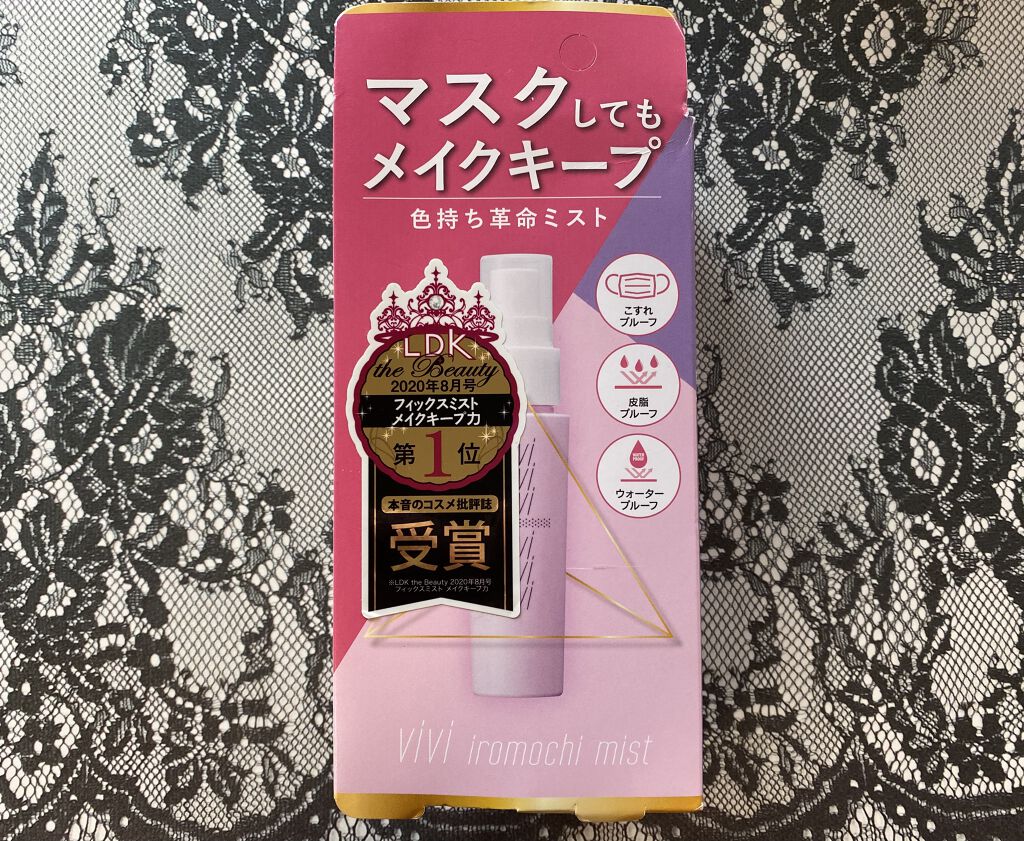 マスクしても
メイクキープ
色持ち革命ミスト
こすれ
プルーフ
皮脂
プルーフ
WATER
PROOF
ウォーター
プルーフ
LDK
the Beauty
2020年8月号
フィックスミスト
メイクキープ力
第1位
本音のコスメ批評誌
受賞
※LDK the Beauty 2020年8月号
フィックスミスト メイクキープ力
ViVi
ViVi iromochi mist